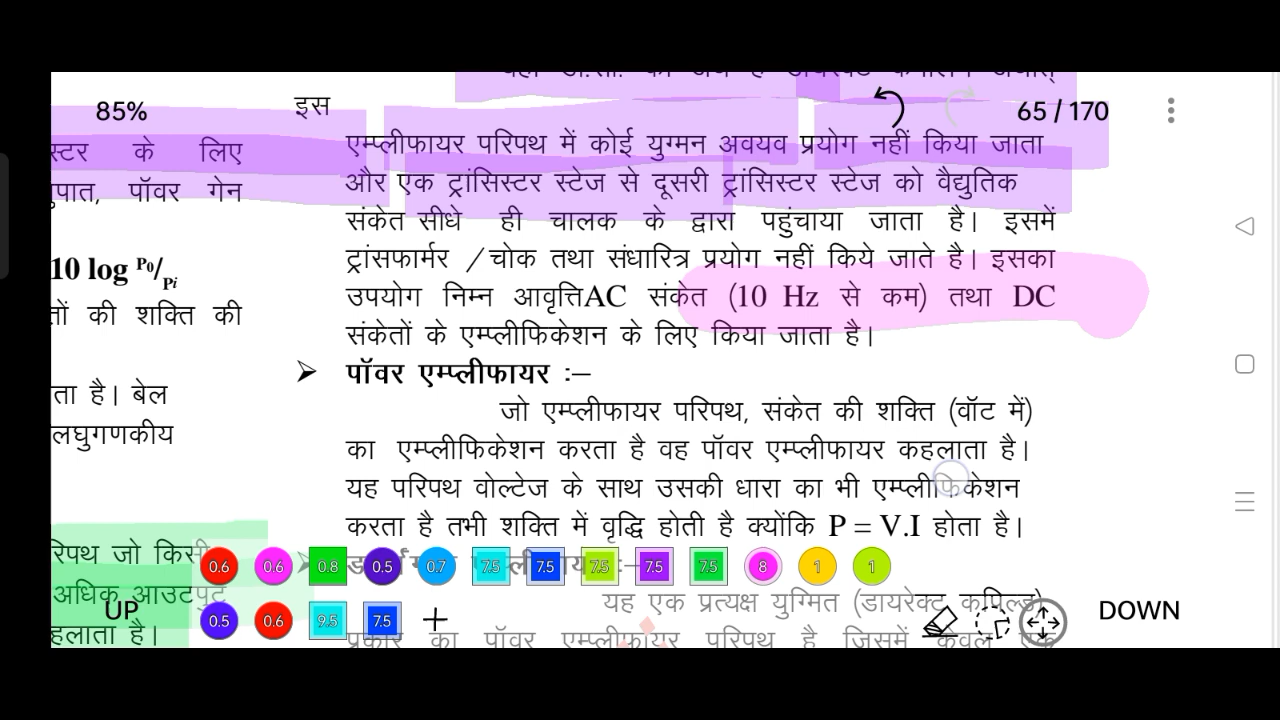 85%
65 / 170
स्टर के लिए
पॉवर गेन
10 log P₀/Pi
की शक्ति की
ता है। बेल
लघुगणकीय
परिपथ जो
अधिक आउटपुट
हलाता है।
इस
एम्प्लीफायर परिपथ में कोई युग्मन अवयव प्रयोग नहीं किया जाता
और एक ट्रांसिस्टर स्टेज से दूसरी ट्रांसिस्टर स्टेज को वैद्युतिक
संकेत सीधे ही चालक के द्वारा पहुंचाया जाता है। इसमें
ट्रांसफार्मर /चोक तथा संधारित्र प्रयोग नहीं किये जाते है। इसका
उपयोग निम्न आवृत्तिAC संकेत (10 Hz से कम) तथा DC
संकेतों के एम्प्लीफिकेशन के लिए किया जाता है।
➢ पॉवर एम्प्लीफायर :–
जो एम्प्लीफायर परिपथ, संकेत की शक्ति (वॉट में)
का एम्प्लीफिकेशन करता है वह पॉवर एम्प्लीफायर कहलाता है।
यह परिपथ वोल्टेज के साथ उसकी धारा का भी एम्प्लीफिकेशन
करता है तभी शक्ति में वृद्धि होती है क्योंकि P = V.I होता है।
यह एक प्रत्यक्ष युग्मित (डायरेक्ट कपिल्ड)
प्रकार का पॉवर एम्प्लीफायर परिपथ है जिसमें केवल एक
0.6 0.6 0.8 0.5 0.7 7.5 7.5 7.5 7.5 7.5 8 1 1
UP 0.5 0.6 9.5 7.5 + DOWN